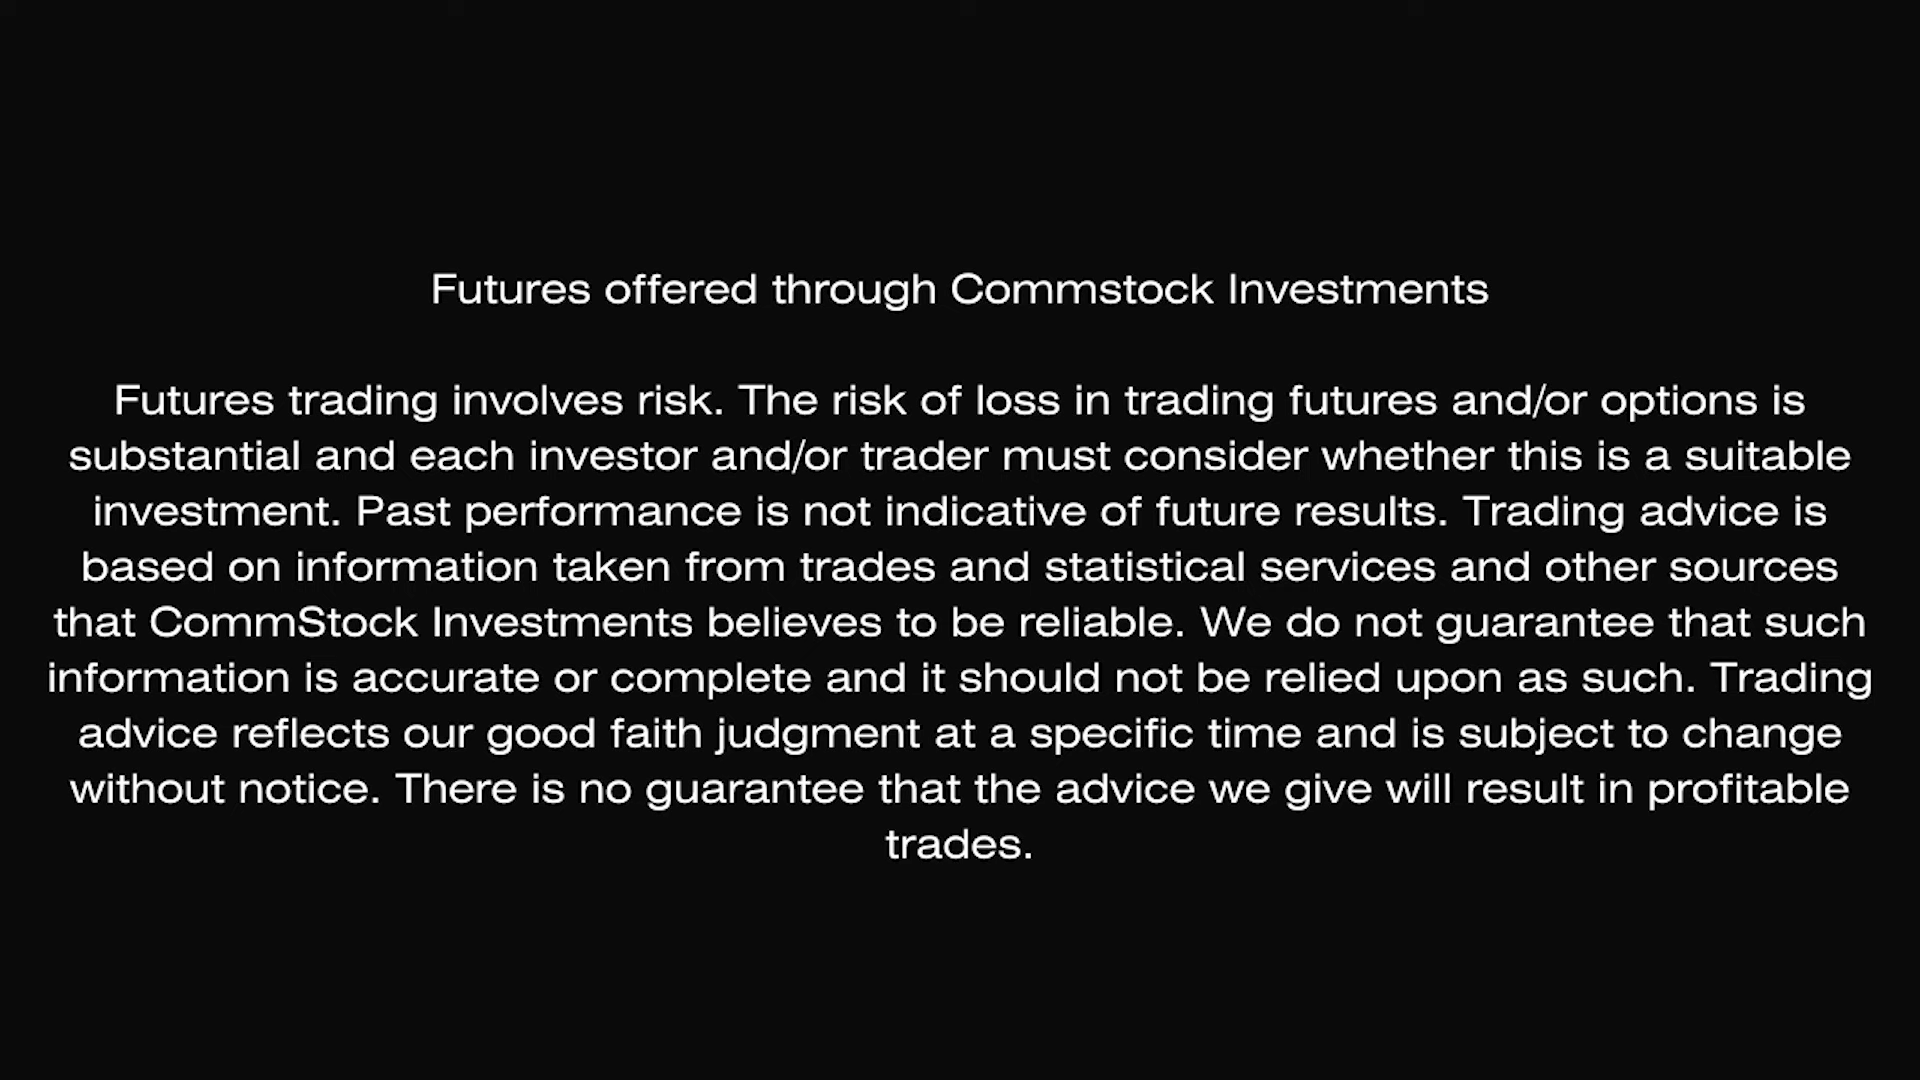 Futures offered through Commstock Investments
Futures trading involves risk. The risk of loss in trading futures and/or options is
substantial and each investor and/or trader must consider whether this is a suitable
investment. Past performance is not indicative of future results. Trading advice is
based on information taken from trades and statistical services and other sources
that CommStock Investments believes to be reliable. We do not guarantee that such
information is accurate or complete and it should not be relied upon as such. Trading
advice reflects our good faith judgment at a specific time and is subject to change
without notice. There is no guarantee that the advice we give will result in profitable
trades.